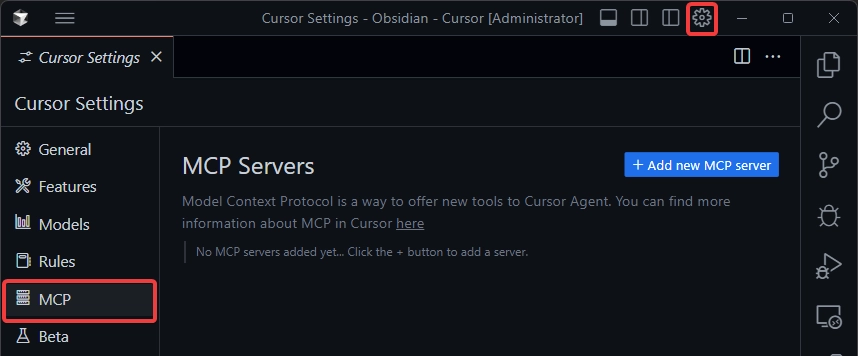 Cursor Settings - Obsidian - Cursor [Administrator]
Cursor Settings
Cursor Settings
General
Features
Models
Rules
MCP
Beta
MCP Servers
+ Add new MCP server
Model Context Protocol is a way to offer new tools to Cursor Agent. You can find more
information about MCP in Cursor here
No MCP servers added yet... Click the + button to add a server.